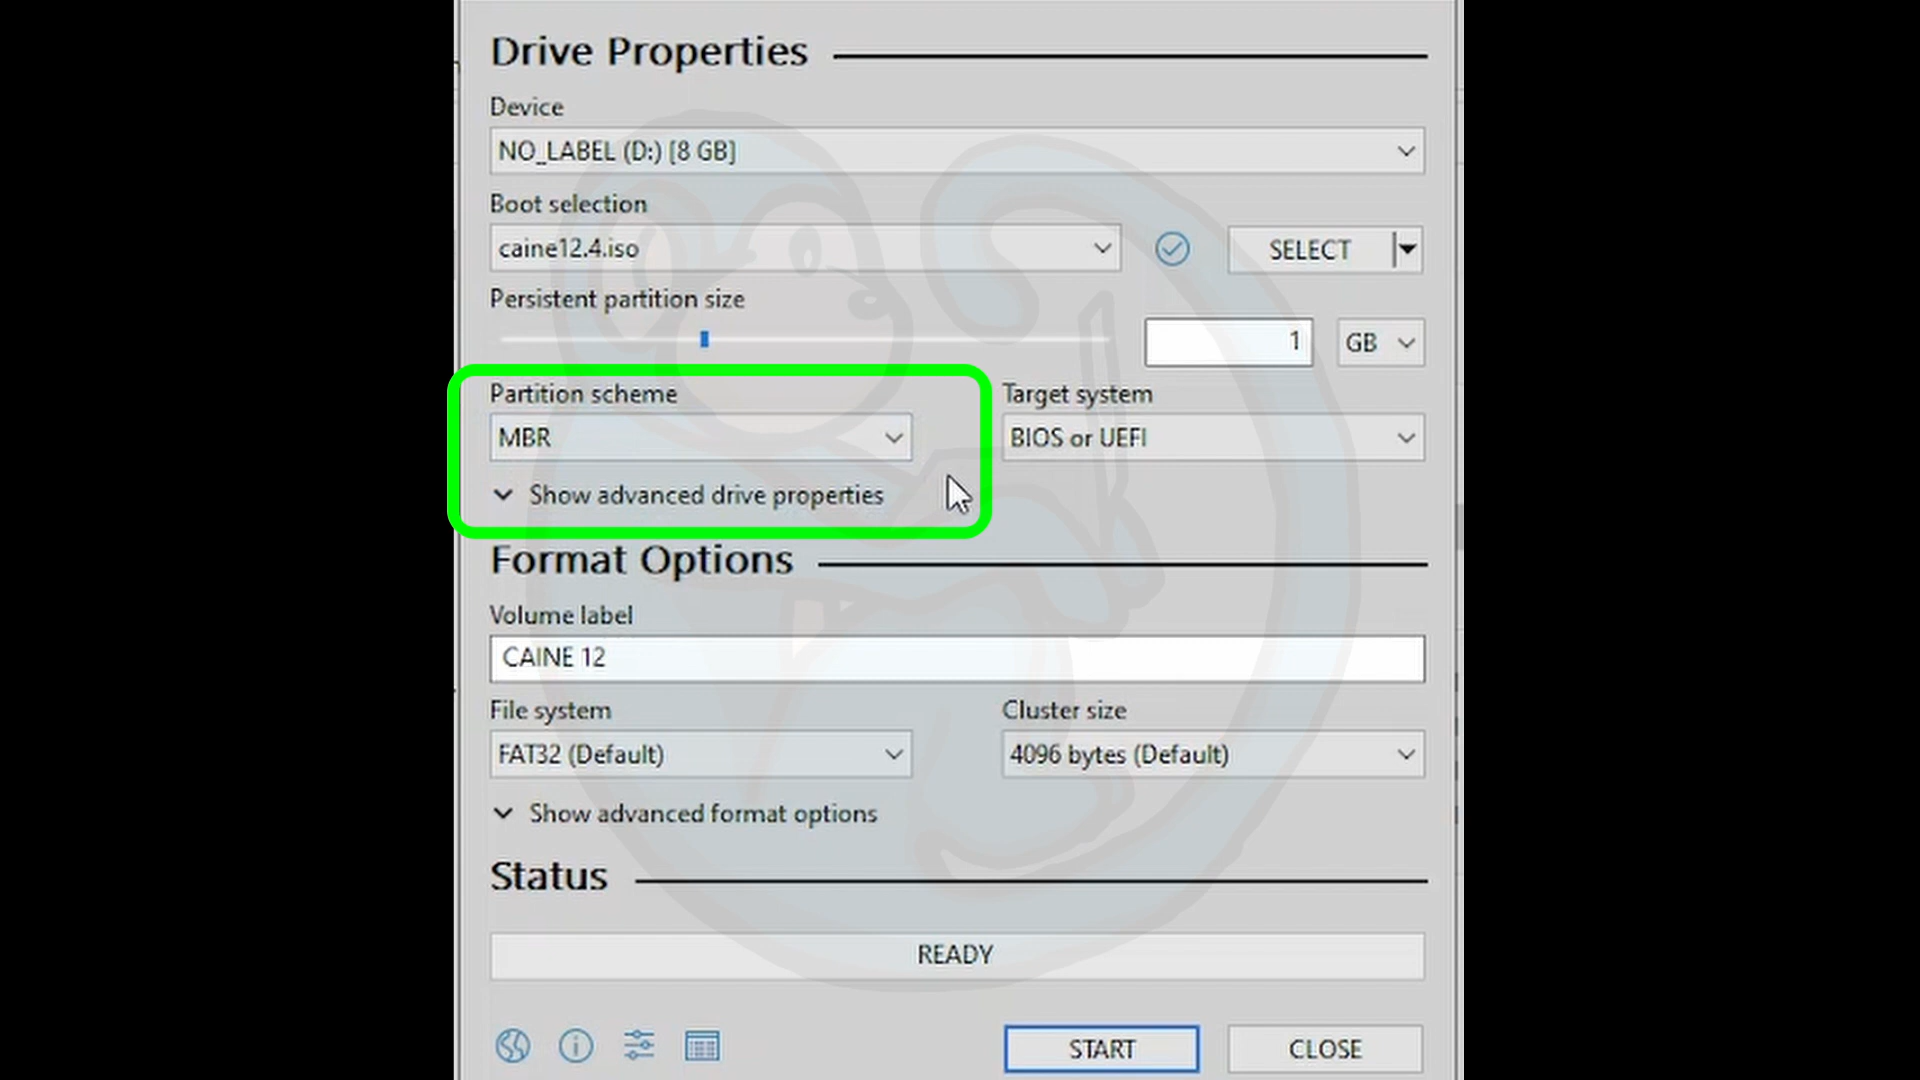 Drive Properties
Device
NO_LABEL (D:) [8 GB]
Boot selection
caine12.4.iso
SELECT
Persistent partition size
1
GB
Partition scheme
Target system
MBR
BIOS or UEFI
Show advanced drive properties
Format Options
Volume label
CAINE 12
File system
Cluster size
FAT32 (Default)
4096 bytes (Default)
Show advanced format options
Status
READY
START
CLOSE